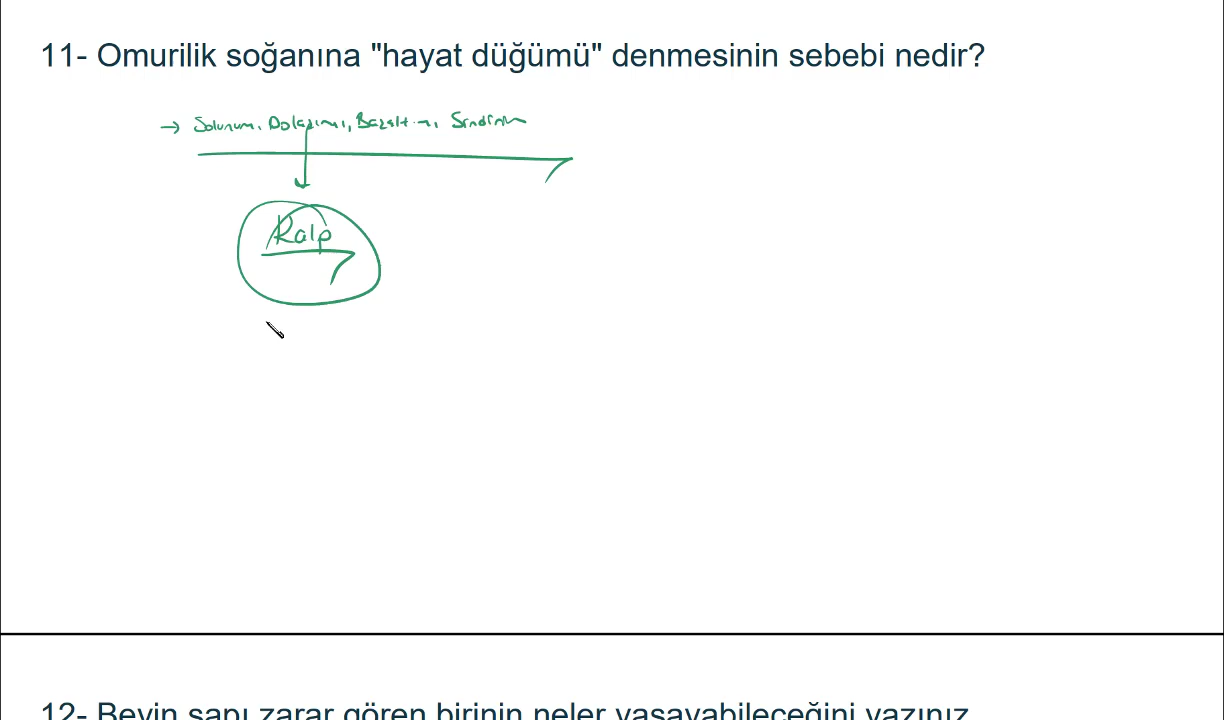 11- Omurilik soğanına "hayat düğümü" denmesinin sebebi nedir?
→ Solunum, Dolaşımı, Boşaltım, Sindirim
Kalp
12- Beyin sapı zarar gören birinin neler yaşayabileceğini yazınız